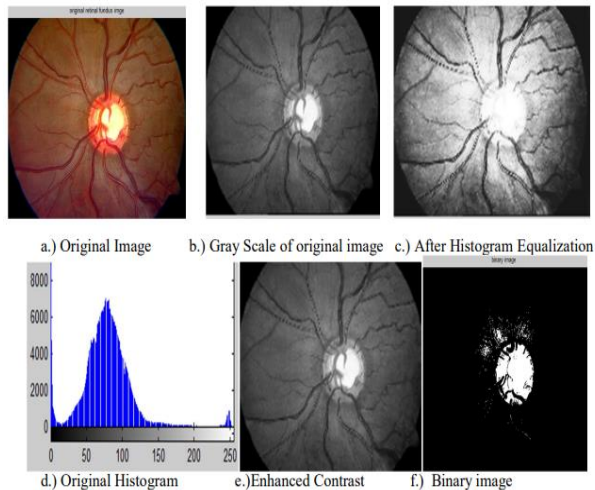 original retinal fundus image
a.) Original Image b.) Gray Scale of original image c.) After Histogram Equalization
8000
6000
4000
2000
0
0 50 100 150 200 250
binary image
d.) Original Histogram e.)Enhanced Contrast f.) Binary image